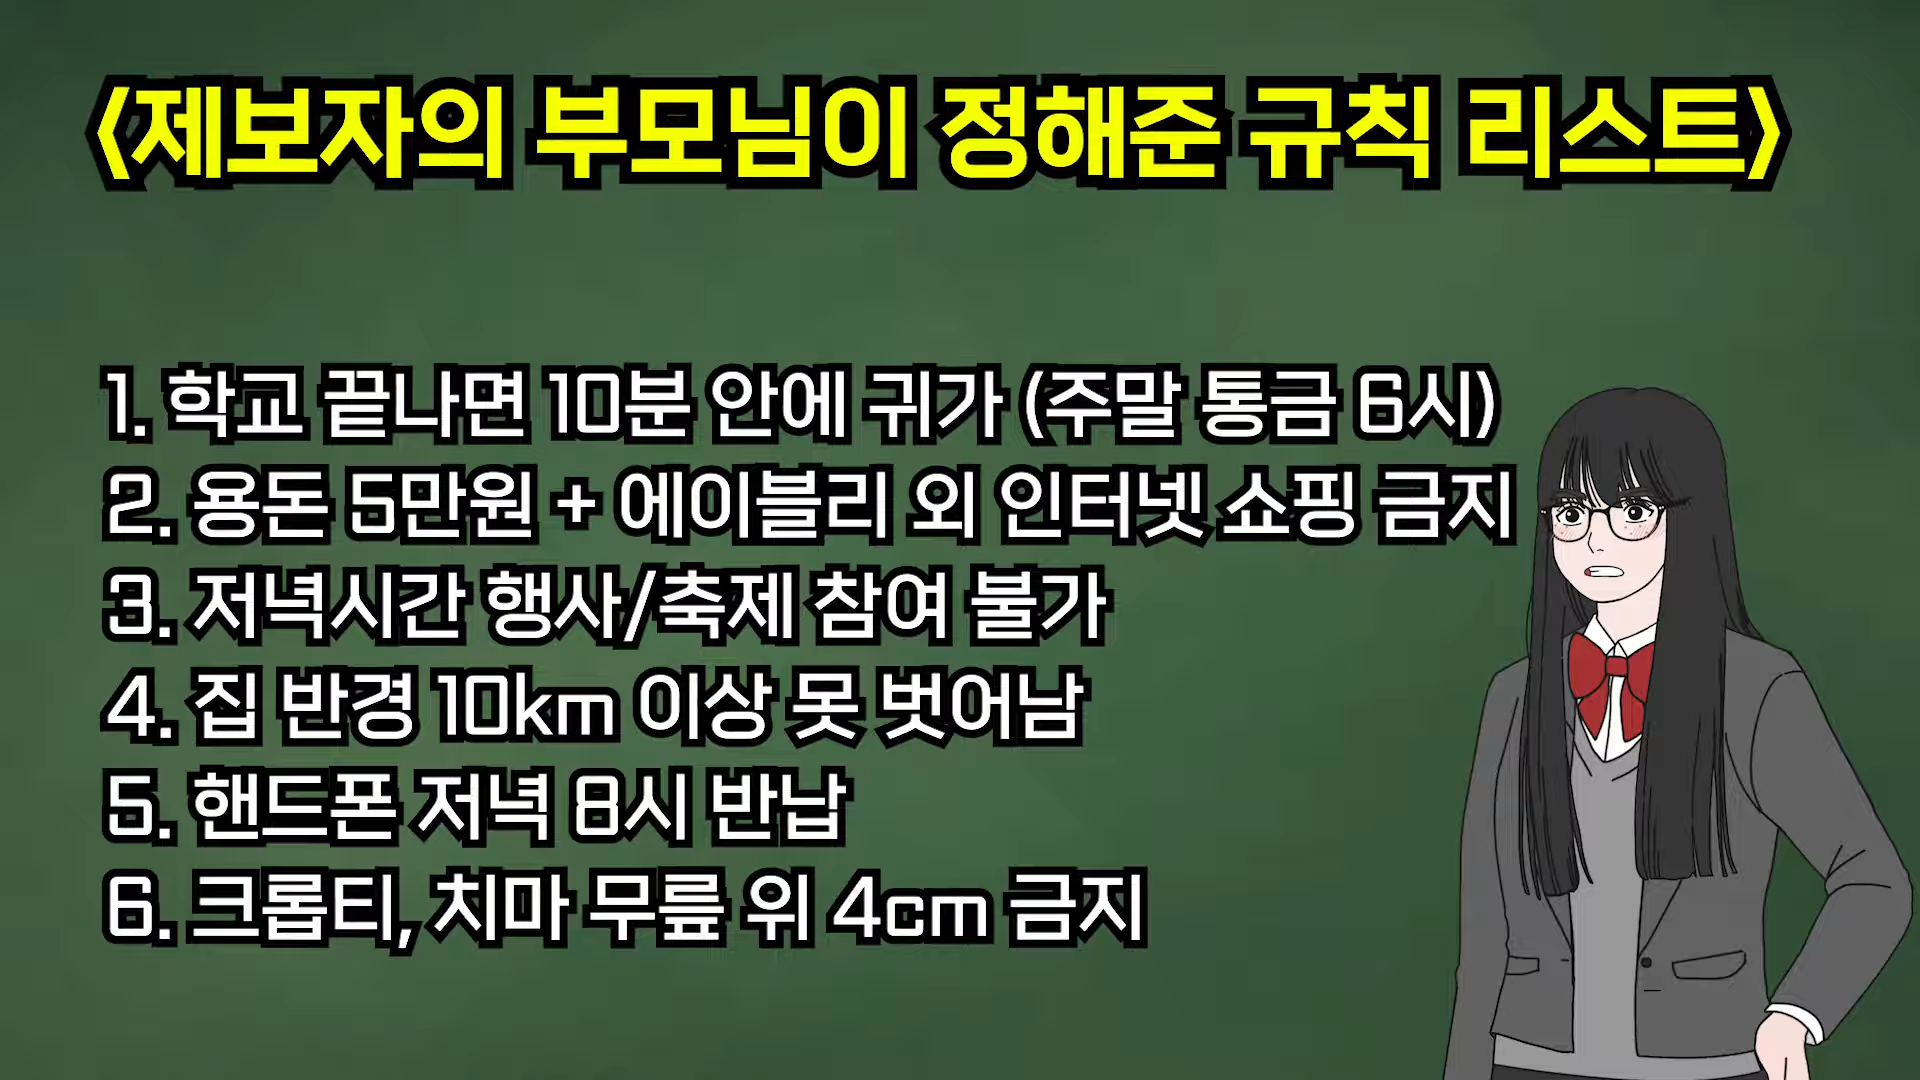 <제보자의 부모님이 정해준 규칙 리스트>
1. 학교 끝나면 10분 안에 귀가 (주말 통금 6시)
2. 용돈 5만원 + 에이블리 외 인터넷 쇼핑 금지
3. 저녁시간 행사/축제 참여 불가
4. 집 반경 10km 이상 못 벗어남
5. 핸드폰 저녁 8시 반납
6. 크롭티, 치마 무릎 위 4cm 금지